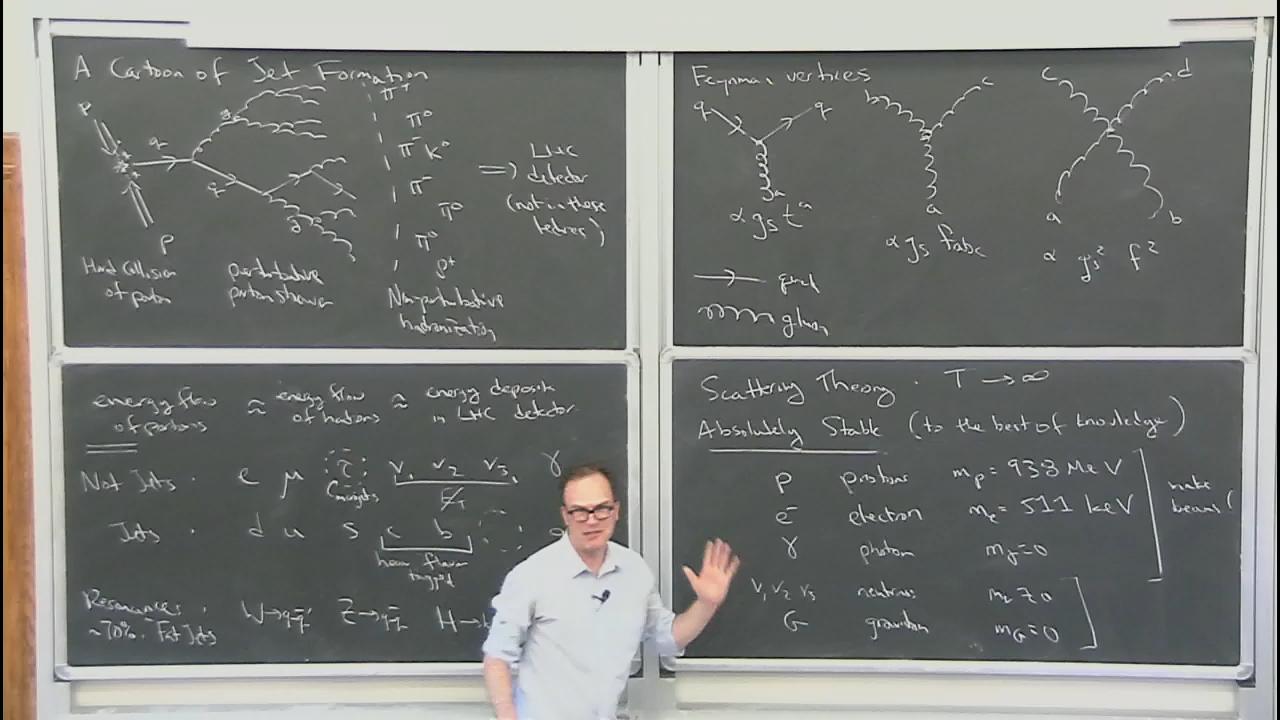 A Cartoon of Jet Formation
P
q
g
q
g
P
π⁺
π⁰
π⁻ K⁰
π⁻
π⁰
π⁰
ρ⁺
⇒ LHC
detector
(not in these
lectures)
Hard Collision
of proton
perturbative
parton shower
Non-perturbative
hadronization
Feynman vertices
q q
a
α gs tᵃ
b c
a
α gs fabc
c d
a b
α gs² f²
quark
gluon
energy flow
of partons
≈ energy flow
of hadrons
≈ energy deposits
in LHC detector
Not Jets · e μ τ ν₁ ν₂ ν₃ γ
Jets · d u s c b
heavy flavor
tagged
Resonances ·
~70% "Fat Jets
W→qq̄' Z→qq̄ H→
Scattering Theory · T → ∞
Absolutely Stable (to the best of knowledge)
p protons mp = 938 MeV
e⁻ electron me = 511 keV
γ photon mγ = 0
make
beams!
ν₁ ν₂ ν₃ neutrinos
G graviton mG = 0